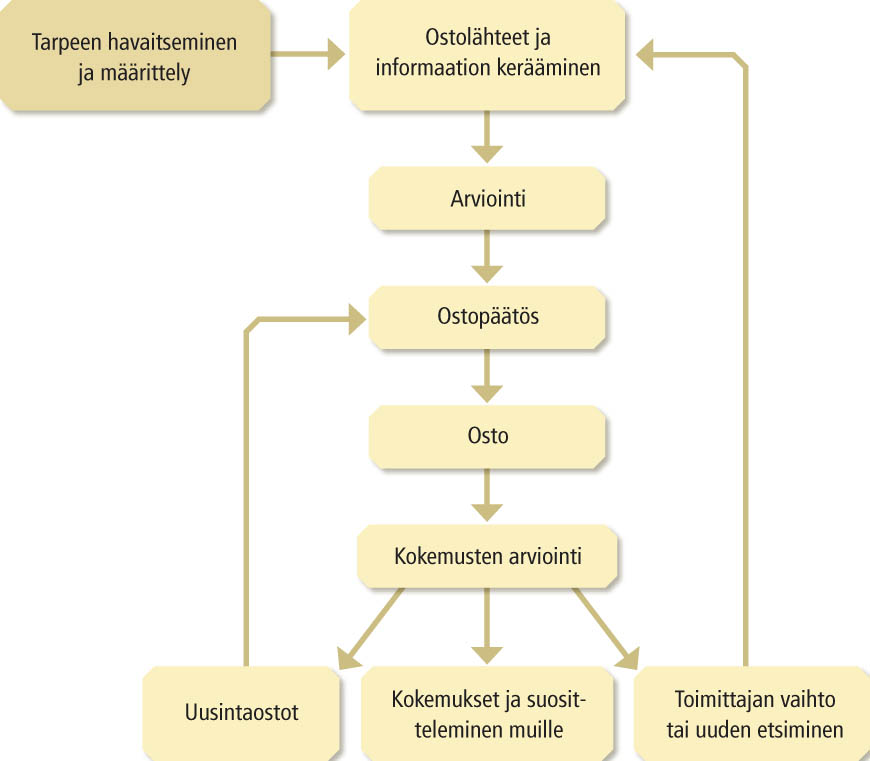 Tarpeen havaitseminen
ja määrittely
Ostolähteet ja
informaation kerääminen
Arviointi
Ostopäätös
Osto
Kokemusten arviointi
Uusintaostot
Kokemukset ja suosit-
teleminen muille
Toimittajan vaihto
tai uuden etsiminen